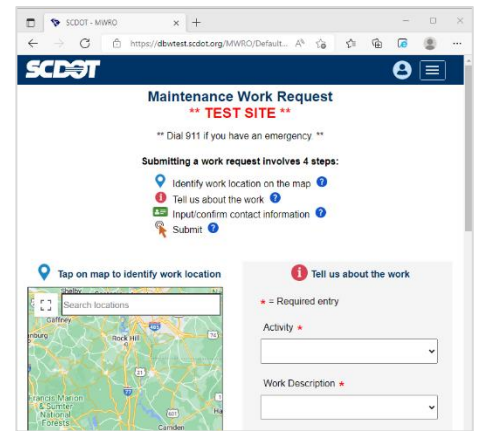 SCDOT - MWRO
https://dbwtest.scdot.org/MWRO/Default...
SCDOT
Maintenance Work Request
** TEST SITE **
** Dial 911 if you have an emergency **
Submitting a work request involves 4 steps:
Identify work location on the map ?
Tell us about the work ?
Input/confirm contact information ?
Submit ?
Tap on map to identify work location
Shelby
Search locations
Gaffney
Rock Hill
Francis Marion
& Sumter
National
Forests
Camden
Tell us about the work
* = Required entry
Activity *
Work Description *